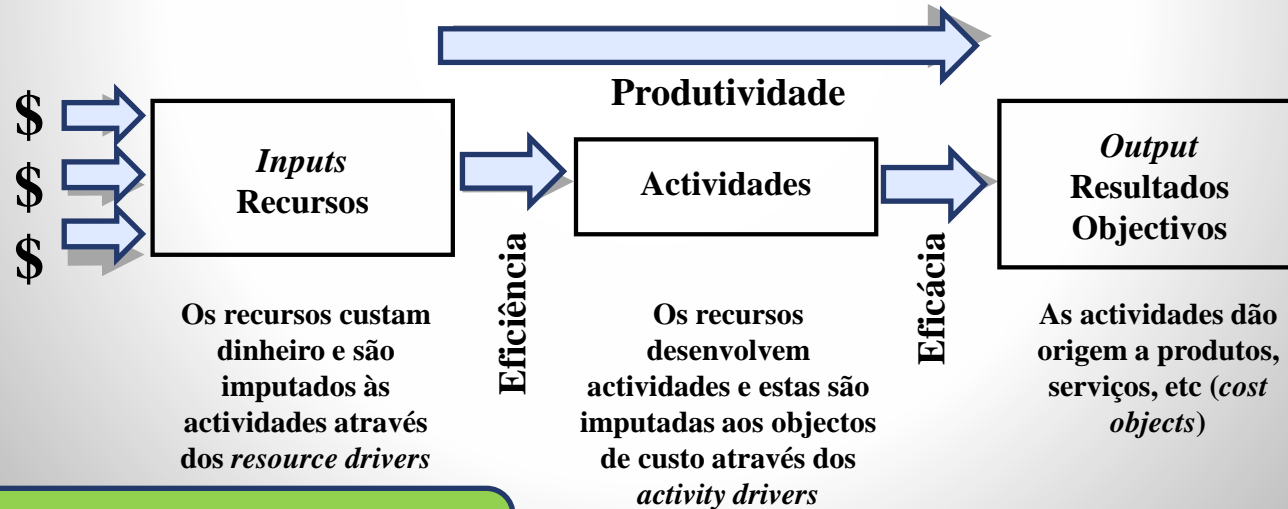 Produtividade
$
$
$
Inputs
Recursos
Eficiência
Actividades
Eficácia
Output
Resultados
Objectivos
Os recursos custam
dinheiro e são
imputados às
actividades através
dos resource drivers
Os recursos
desenvolvem
actividades e estas são
imputadas aos objectos
de custo através dos
activity drivers
As actividades dão
origem a produtos,
serviços, etc (cost
objects)